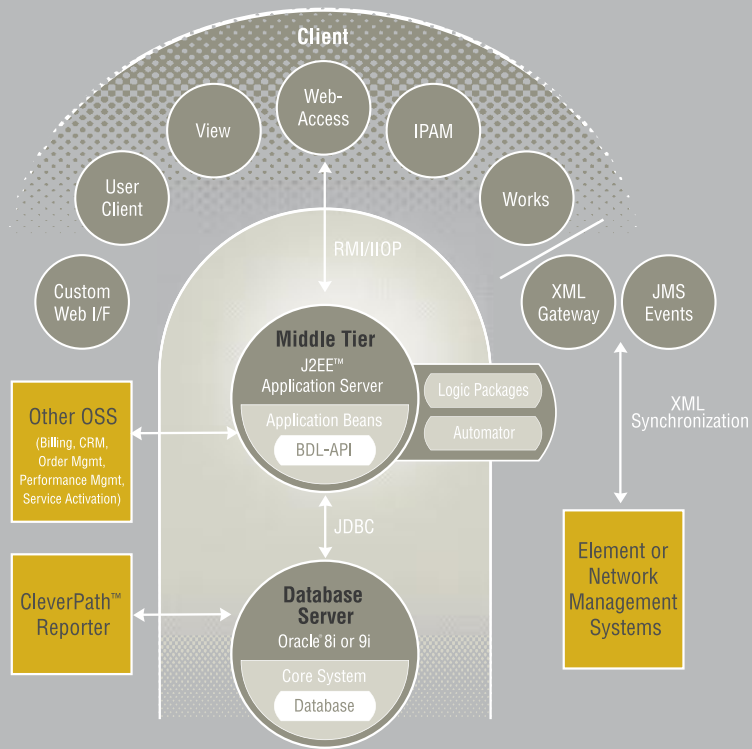 Client
Web-
Access
View
IPAM
User
Client
Works
RMI/IIOP
Custom
Web I/F
XML
Gateway
JMS
Events
Middle Tier
J2EE™
Application Server
Application Beans
BDL-API
Logic Packages
Automator
Other OSS
(Billing, CRM,
Order Mgmt,
Performance Mgmt,
Service Activation)
XML
Synchronization
JDBC
CleverPath™
Reporter
Database
Server
Oracle® 8i or 9i
Core System
Database
Element or
Network
Management
Systems